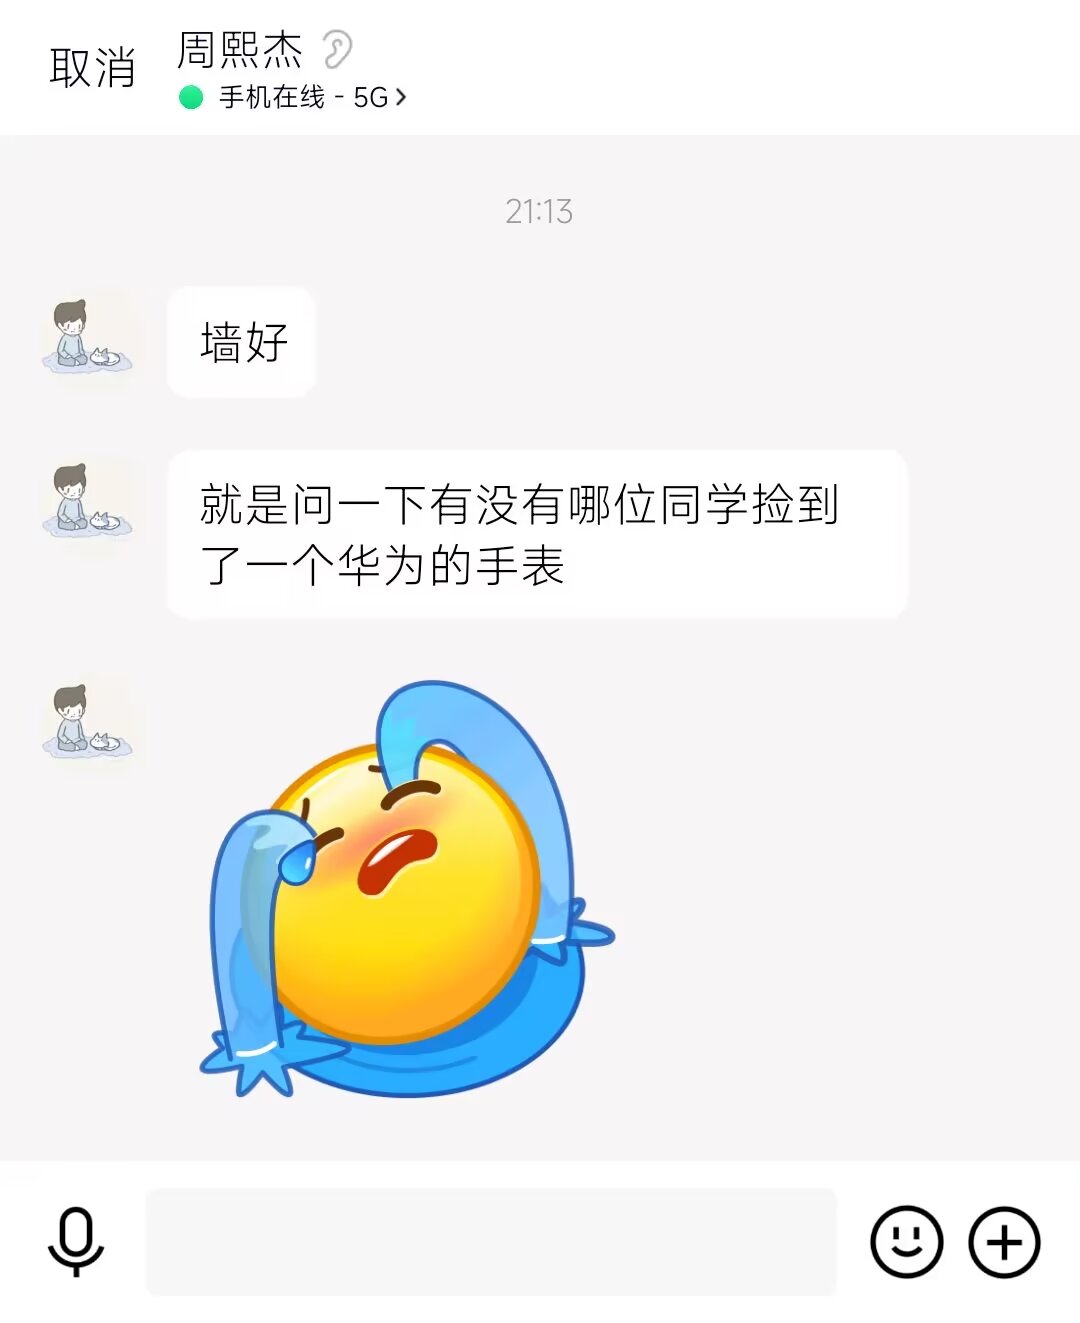 取消
周熙杰
手机在线 - 5G
21:13
墙好
就是问一下有没有哪位同学捡到
了一个华为的手表